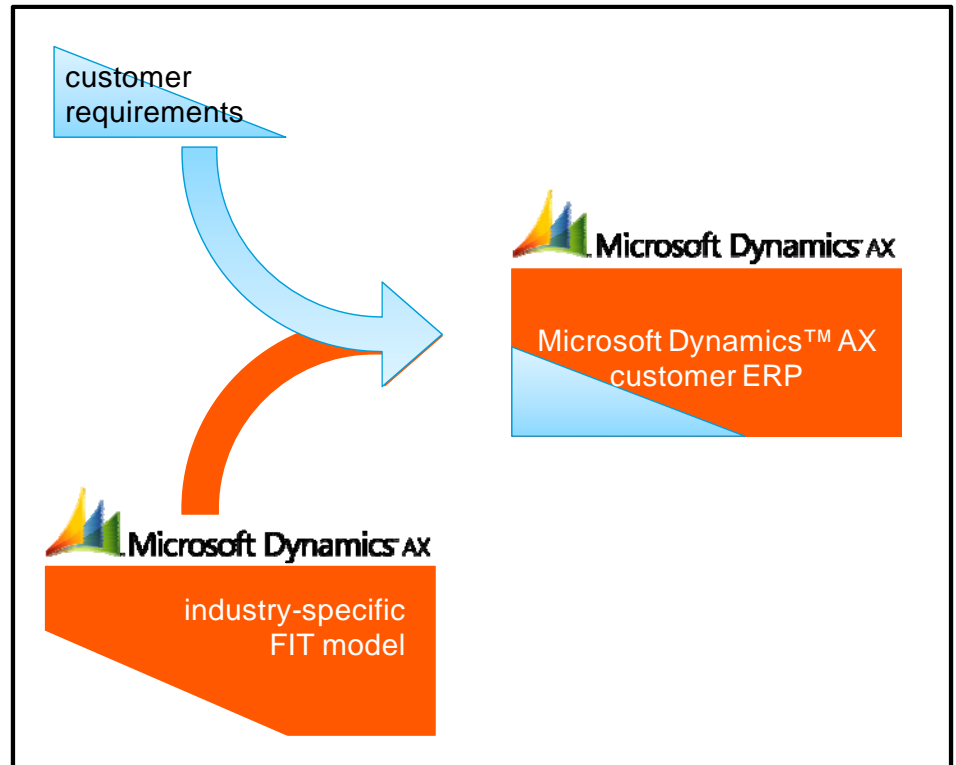 customer
requirements
Microsoft Dynamics AX
Microsoft Dynamics™ AX
customer ERP
Microsoft Dynamics AX
industry-specific
FIT model